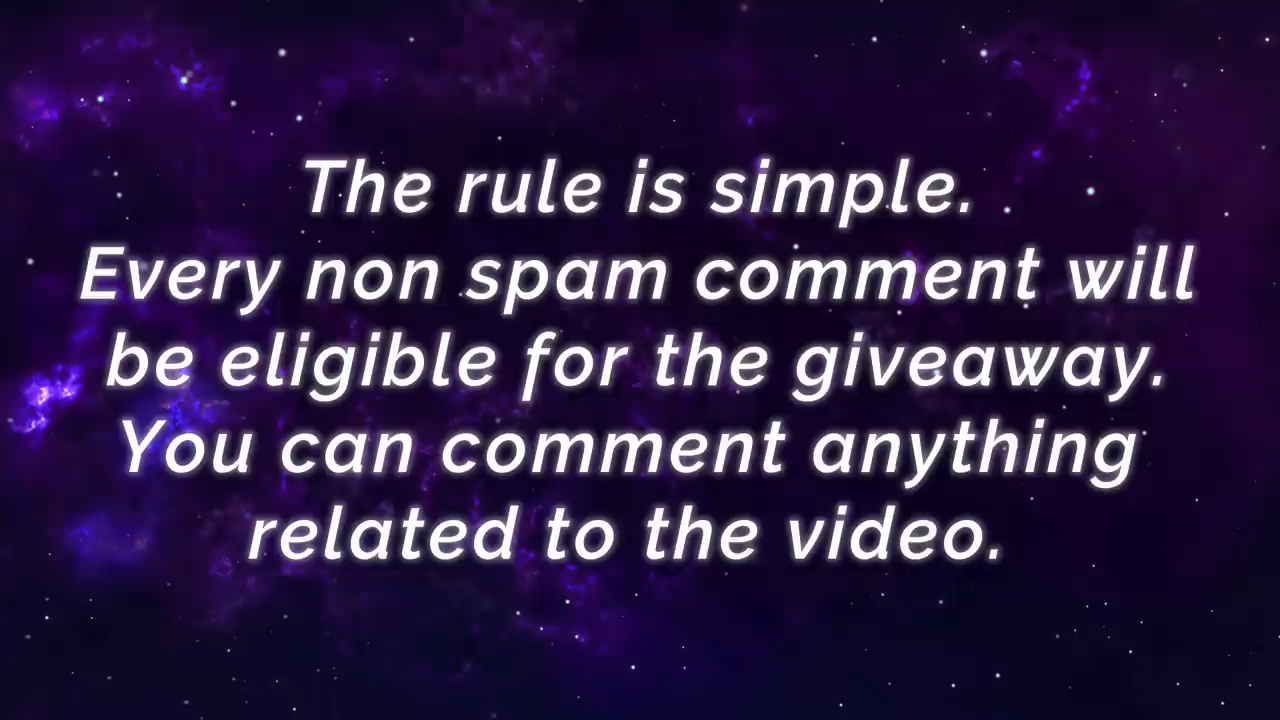 The rule is simple.
Every non spam comment will
be eligible for the giveaway.
You can comment anything
related to the video.